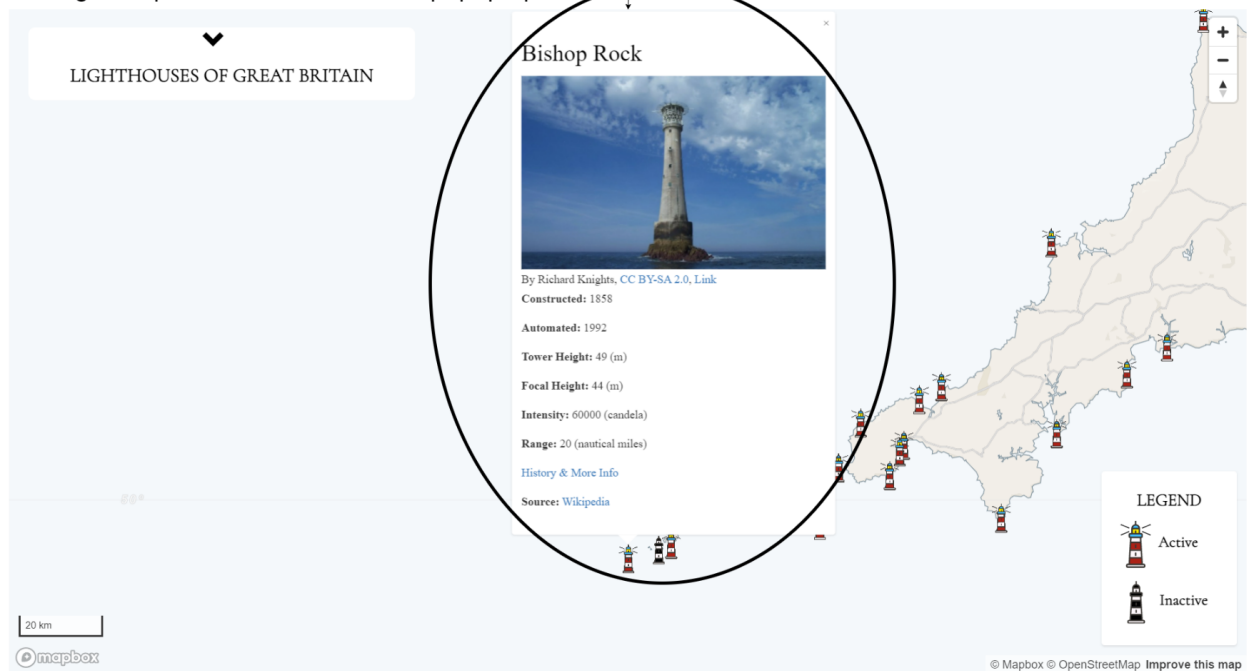 LIGHTHOUSES OF GREAT BRITAIN
×
Bishop Rock
By Richard Knights, CC BY-SA 2.0, Link
Constructed: 1858
Automated: 1992
Tower Height: 49 (m)
Focal Height: 44 (m)
Intensity: 60000 (candela)
Range: 20 (nautical miles)
History & More Info
Source: Wikipedia
LEGEND
Active
Inactive
20 km
mapbox
© Mapbox © OpenStreetMap Improve this map